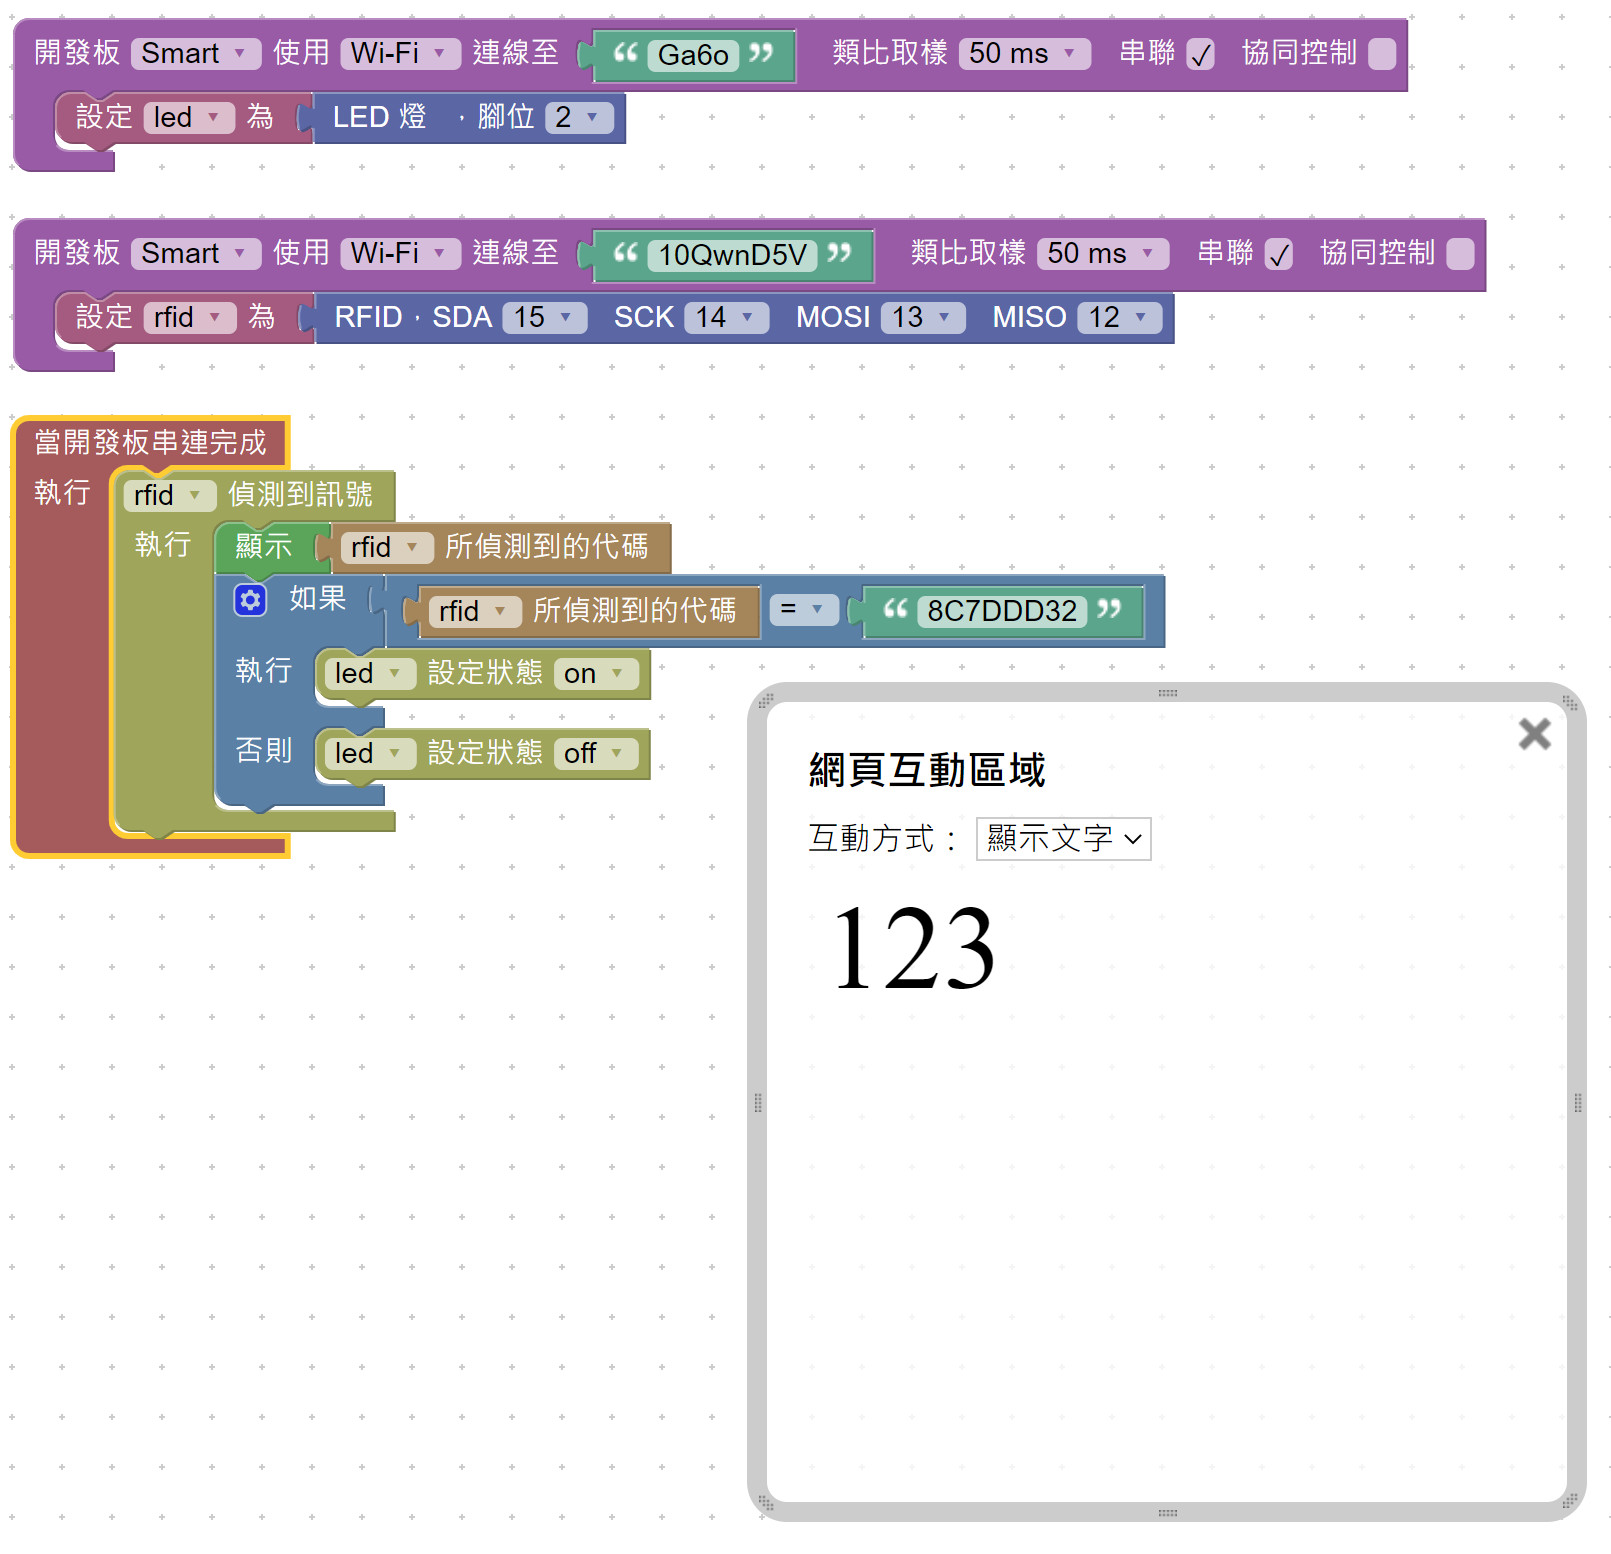 開發板 Smart 使用 Wi-Fi 連線至 “ Ga6o ” 類比取樣 50 ms 串聯 ✓ 協同控制
設定 led 為 LED 燈 ，腳位 2
開發板 Smart 使用 Wi-Fi 連線至 “ 10QwnD5V ” 類比取樣 50 ms 串聯 ✓ 協同控制
設定 rfid 為 RFID，SDA 15 SCK 14 MOSI 13 MISO 12
當開發板串連完成
執行 rfid 偵測到訊號
執行 顯示 rfid 所偵測到的代碼
如果 rfid 所偵測到的代碼 = “ 8C7DDD32 ”
執行 led 設定狀態 on
否則 led 設定狀態 off
網頁互動區域
互動方式： 顯示文字
123